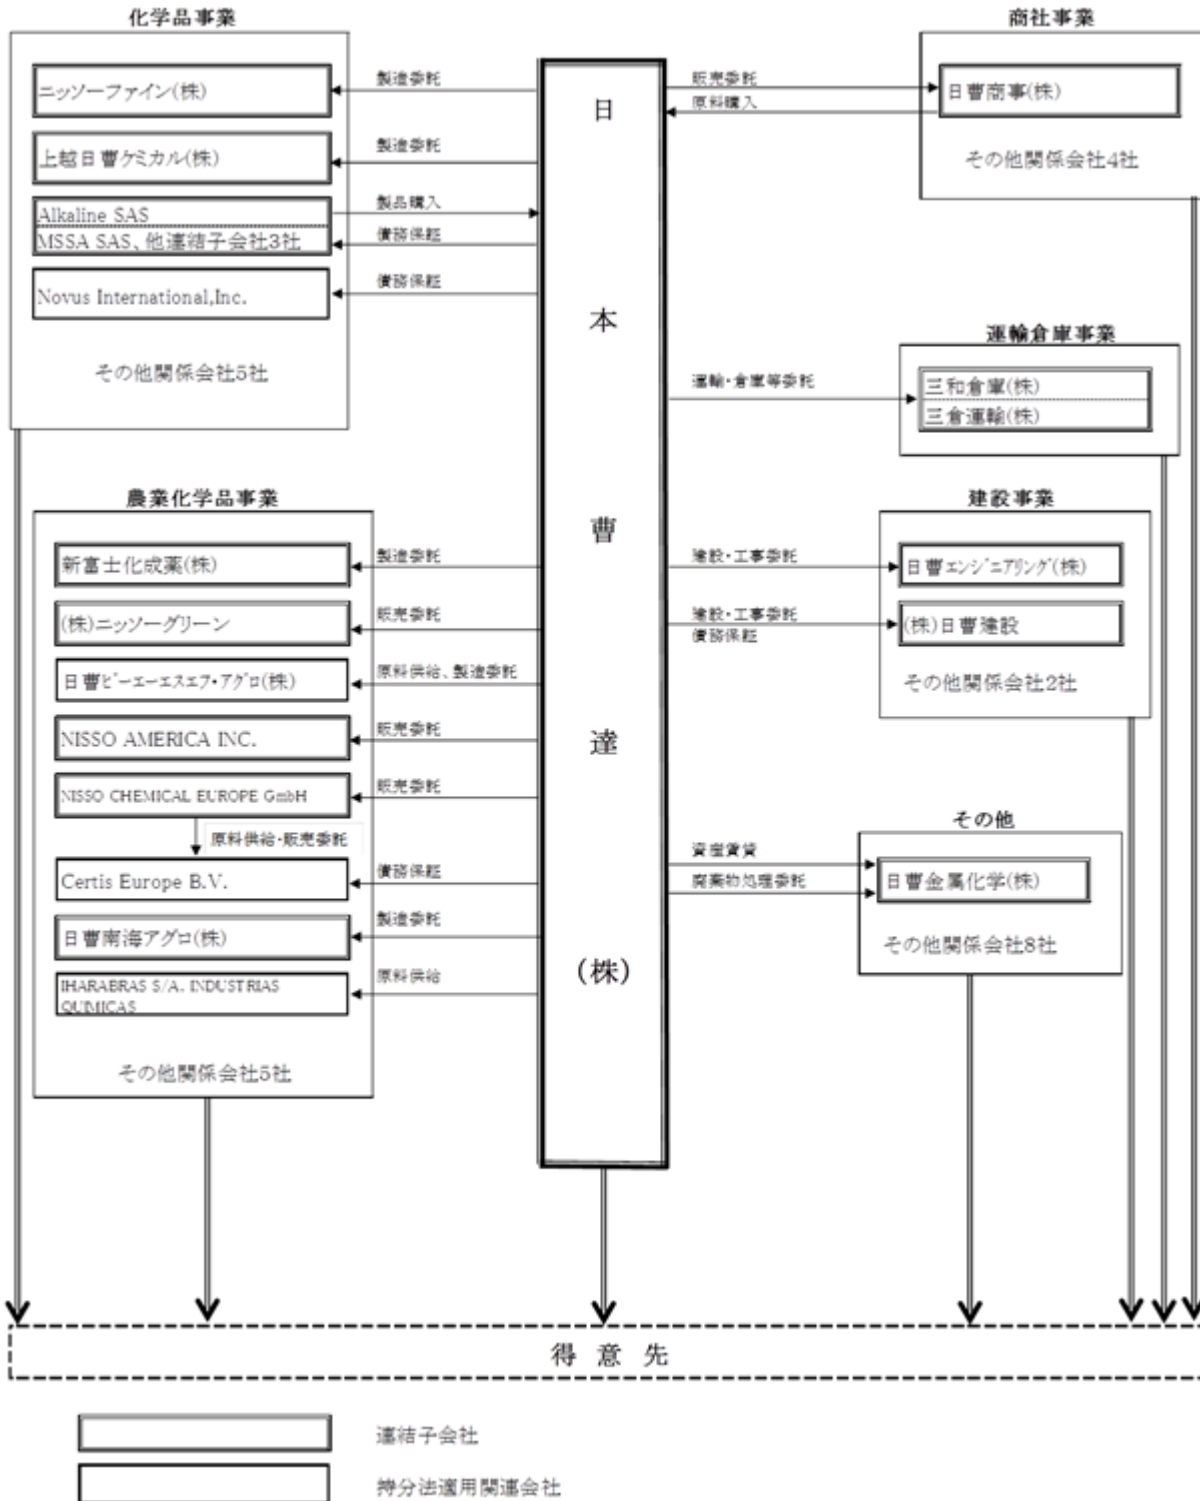 化学品事業
ニッソーファイン(株)
製造委託
上越日曹ケミカル(株)
製造委託
Alkaline SAS
製品購入
MSSA SAS、他連結子会社3社
債務保証
Novus International,Inc.
債務保証
その他関係会社5社
農業化学品事業
新富士化成薬(株)
製造委託
(株)ニッソーグリーン
販売委託
日曹ビーエーエスエフ・アグロ(株)
原料供給、製造委託
NISSO AMERICA INC.
販売委託
NISSO CHEMICAL EUROPE GmbH
販売委託
原料供給・販売委託
Certis Europe B.V.
債務保証
日曹南海アグロ(株)
製造委託
IHARABRAS S/A. INDUSTRIAS
QUIMICAS
原料供給
その他関係会社5社
日本曹達(株)
商社事業
販売委託
原料購入
日曹商事(株)
その他関係会社4社
運輸倉庫事業
運輸・倉庫等委託
三和倉庫(株)
三倉運輸(株)
建設事業
建設・工事委託
日曹エンジニアリング(株)
建設・工事委託
債務保証
(株)日曹建設
その他関係会社2社
その他
資産賃貸
廃棄物処理委託
日曹金属化学(株)
その他関係会社8社
得意先
連結子会社
持分法適用関連会社